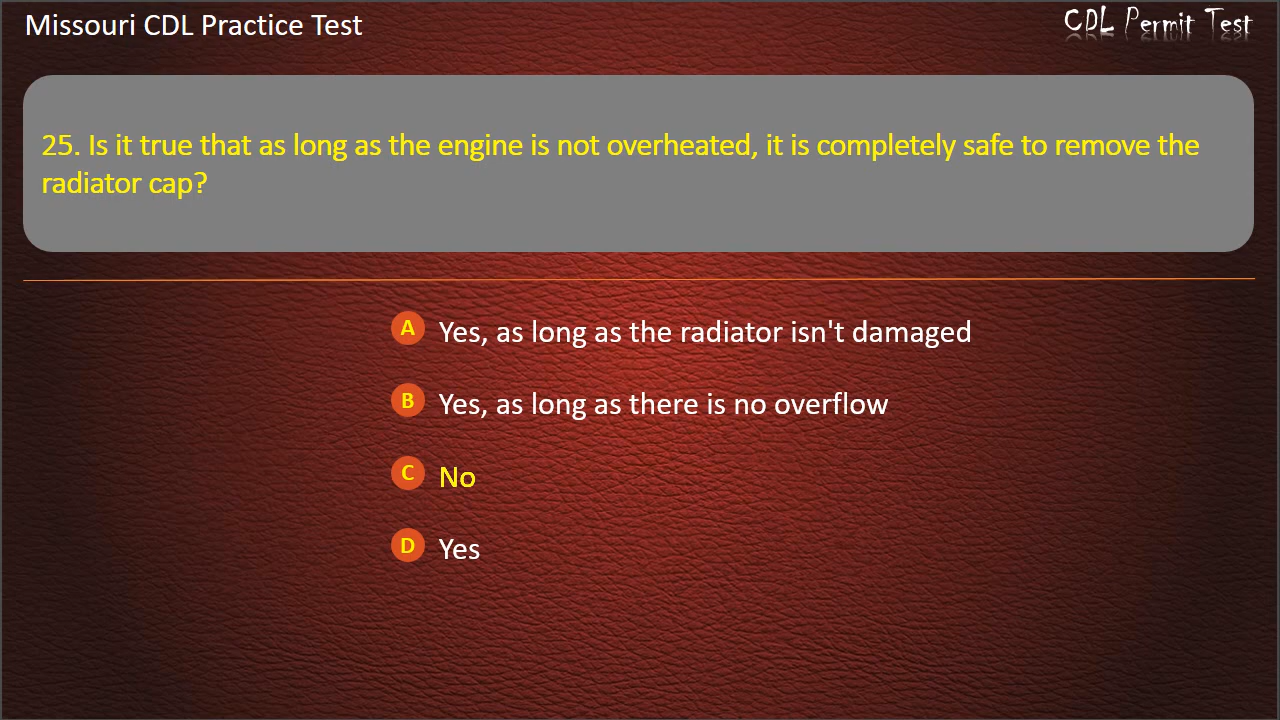 Missouri CDL Practice Test
CDL Permit Test
25. Is it true that as long as the engine is not overheated, it is completely safe to remove the
radiator cap?
A Yes, as long as the radiator isn't damaged
B Yes, as long as there is no overflow
C No
D Yes